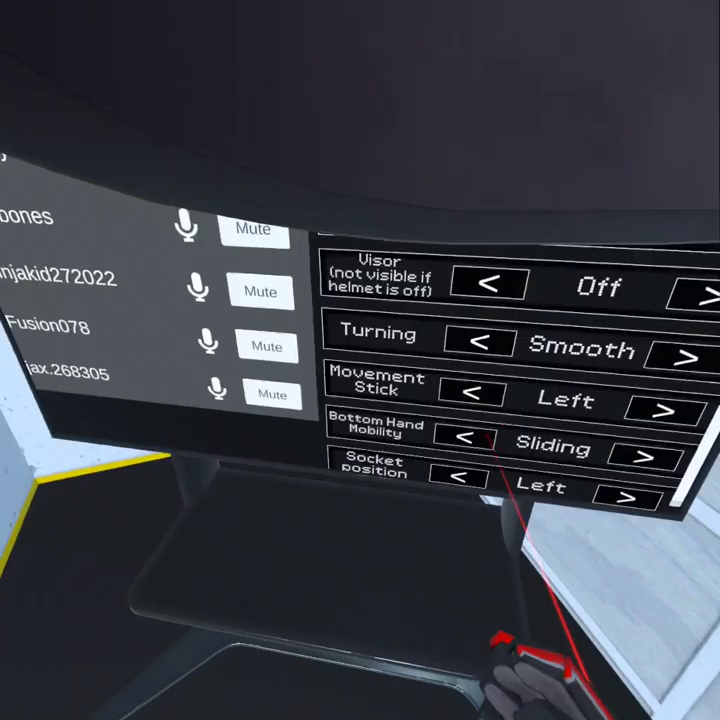 bones
Mute
njakid272022
Mute
Fusion078
Mute
jax.268305
Mute
Visor
(not visible if
helmet is off)
< Off >
Turning
< Smooth >
Movement
Stick
< Left >
Bottom Hand
Mobility
< Sliding >
Socket
position
< Left >